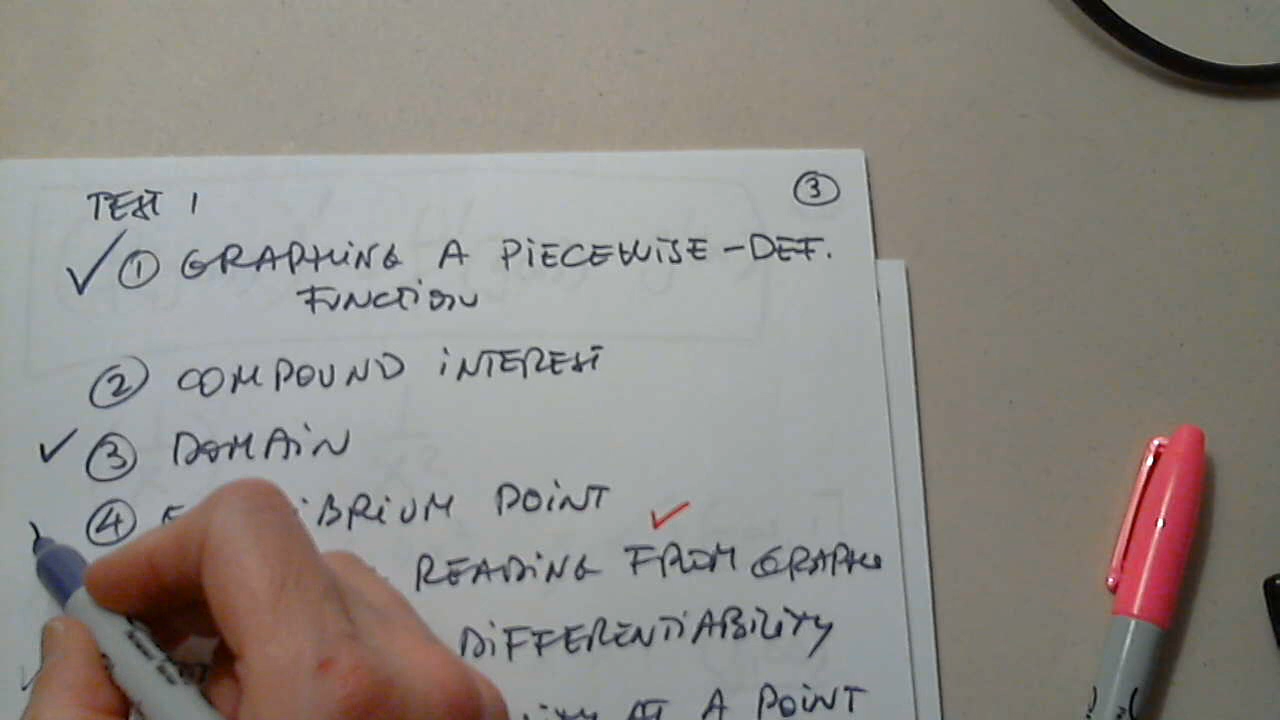 TEST 1 ③
✓ ① GRAPHING A PIECEWISE-DEF.
FUNCTION
② COMPOUND INTEREST
✓ ③ DOMAIN
④ POINT
READING FROM GRAPHS
DIFFERENTIABILITY
AT A POINT